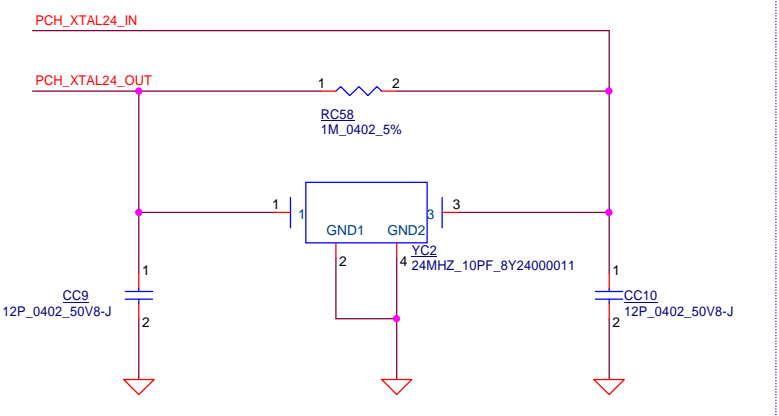 PCH_XTAL24_IN
PCH_XTAL24_OUT
1 2
RC58
1M_0402_5%
1 1 3 3
GND1 GND2
2 4
YC2
24MHZ_10PF_8Y24000011
1 1
CC9 CC10
12P_0402_50V8-J 12P_0402_50V8-J
2 2